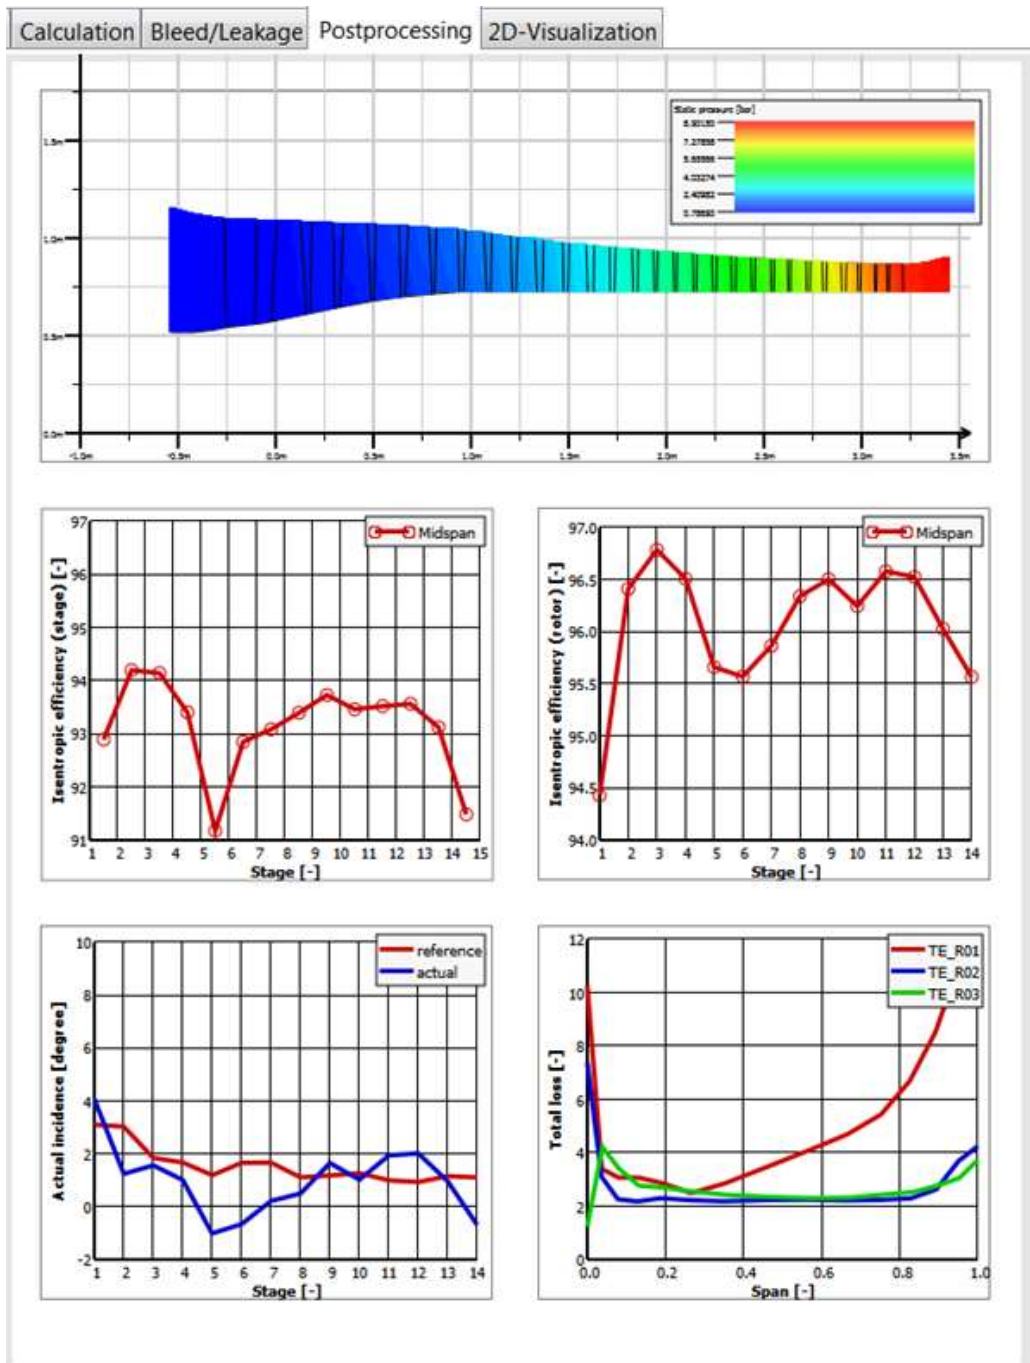 Calculation Bleed/Leakage Postprocessing 2D-Visualization
Static pressure [bar]
1.5m
1.0m
0.5m
0.0m
-1.0m -0.5m 0.0m 0.5m 1.0m 1.5m 2.0m 2.5m 3.0m 3.5m
Midspan
97
96
95
94
93
92
91
Isentropic efficiency (stage) [-]
1 2 3 4 5 6 7 8 9 10 11 12 13 14 15
Stage [-]
Midspan
97.0
96.5
96.0
95.5
95.0
94.5
94.0
Isentropic efficiency (rotor) [-]
1 2 3 4 5 6 7 8 9 10 11 12 13 14
Stage [-]
reference
actual
10
8
6
4
2
0
-2
Actual incidence [degree]
1 2 3 4 5 6 7 8 9 10 11 12 13 14
Stage [-]
TE_R01
TE_R02
TE_R03
12
10
8
6
4
2
0
Total loss [-]
0.0 0.2 0.4 0.6 0.8 1.0
Span [-]